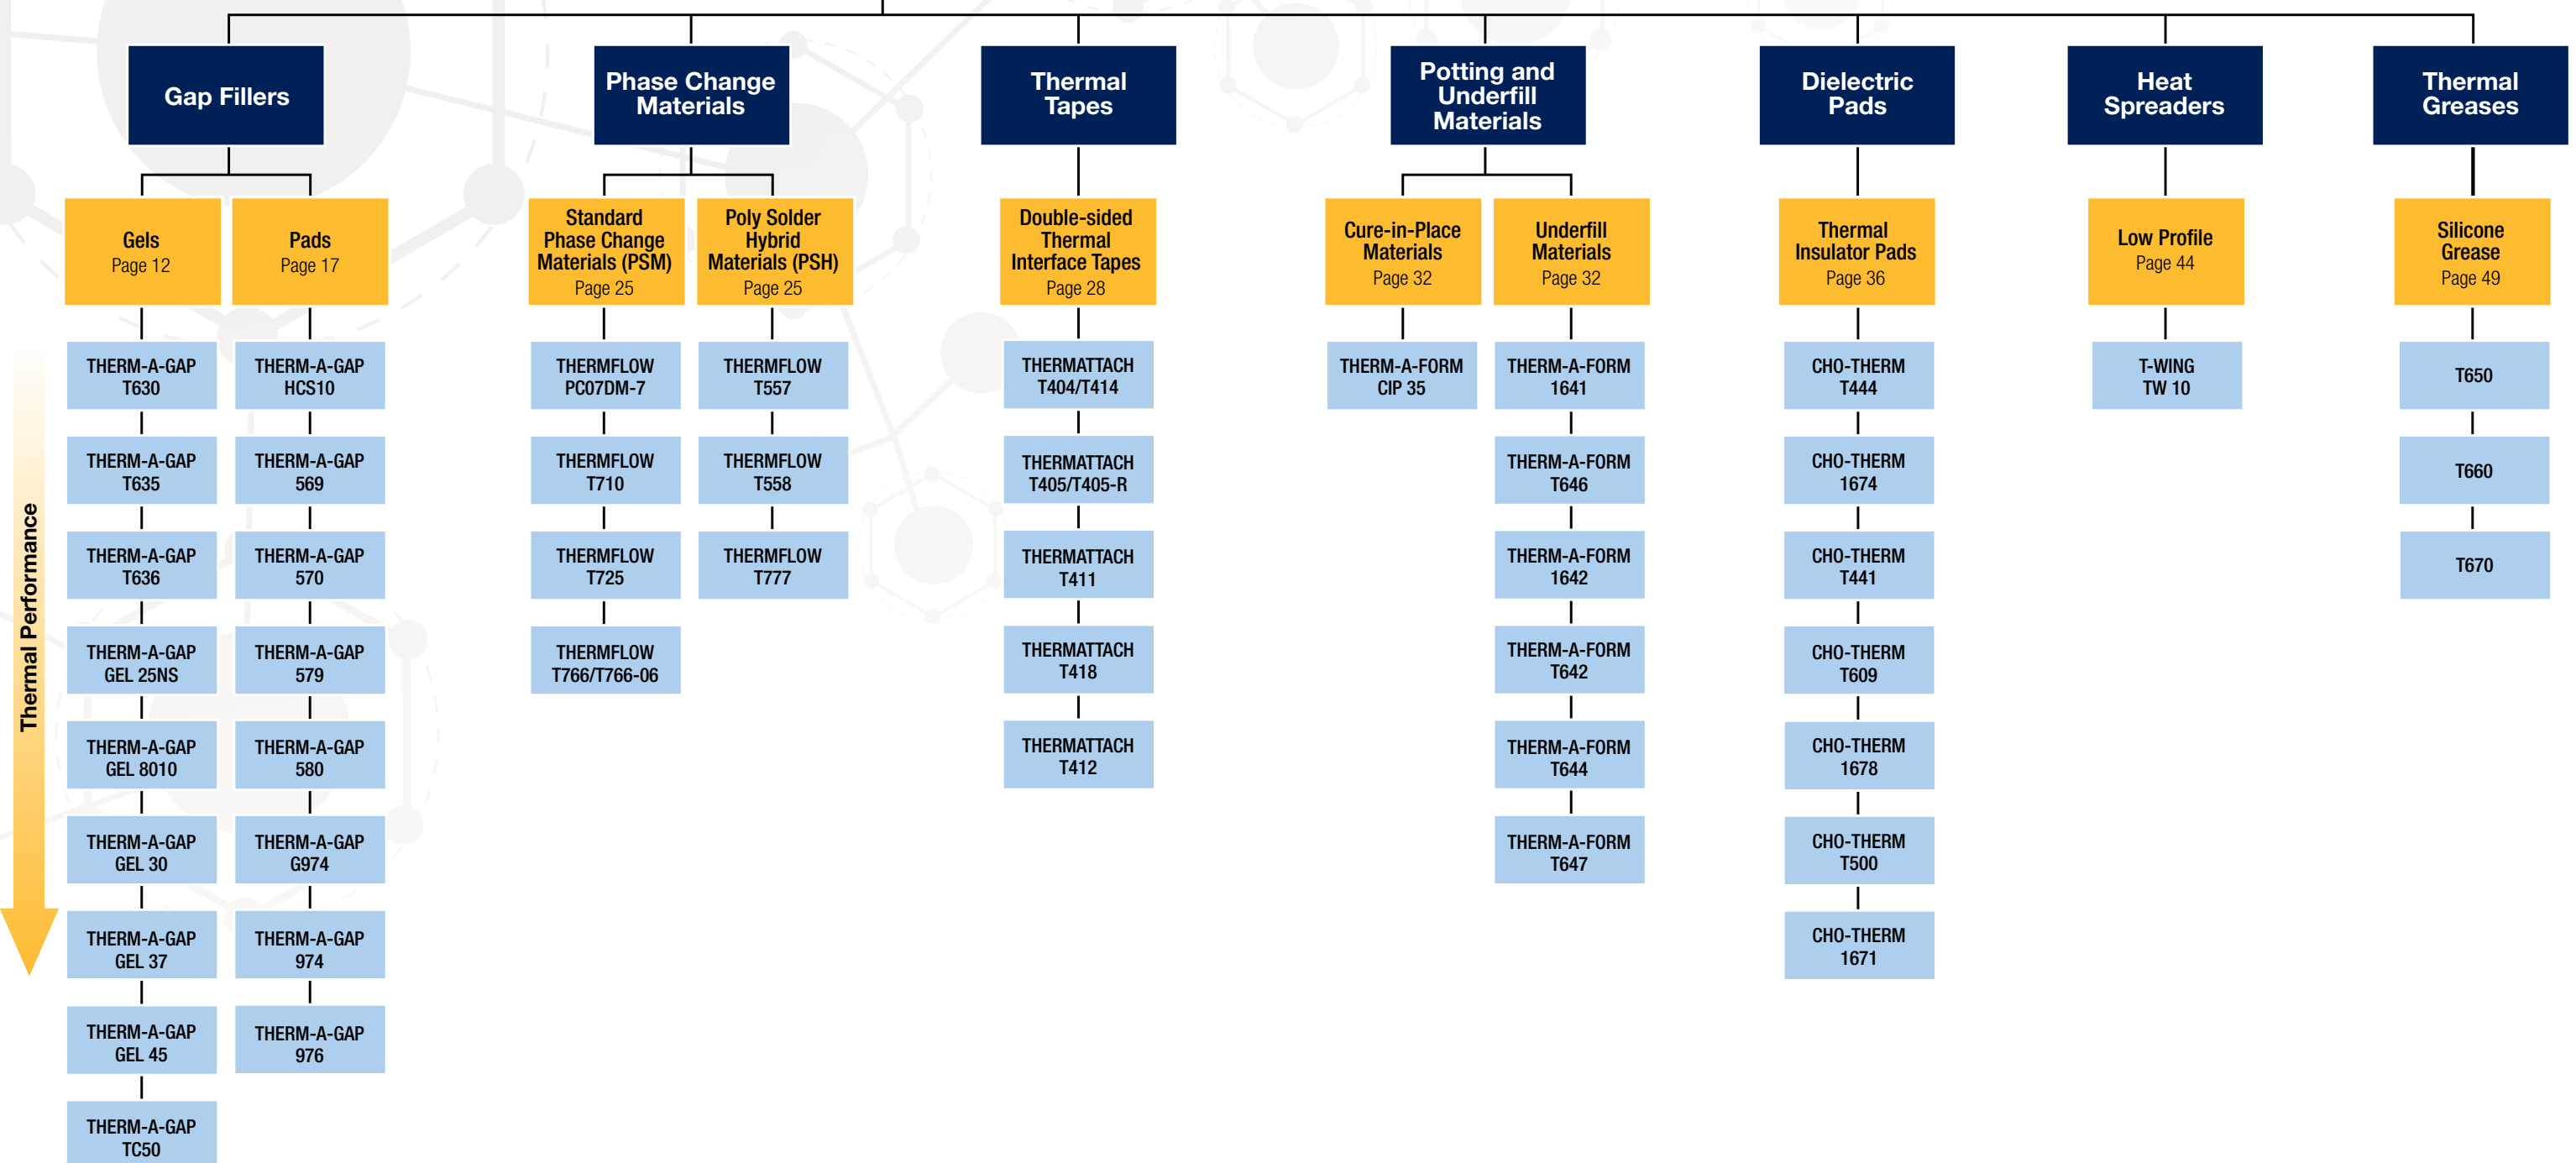 Gap Fillers
Phase Change
Materials
Thermal
Tapes
Potting and
Underfill
Materials
Dielectric
Pads
Heat
Spreaders
Thermal
Greases
Gels
Page 12
Pads
Page 17
Standard
Phase Change
Materials (PSM)
Page 25
Poly Solder
Hybrid
Materials (PSH)
Page 25
Double-sided
Thermal
Interface Tapes
Page 28
Cure-in-Place
Materials
Page 32
Underfill
Materials
Page 32
Thermal
Insulator Pads
Page 36
Low Profile
Page 44
Silicone
Grease
Page 49
Thermal Performance
THERM-A-GAP
T630
THERM-A-GAP
T635
THERM-A-GAP
T636
THERM-A-GAP
GEL 25NS
THERM-A-GAP
GEL 8010
THERM-A-GAP
GEL 30
THERM-A-GAP
GEL 37
THERM-A-GAP
GEL 45
THERM-A-GAP
TC50
THERM-A-GAP
HCS10
THERM-A-GAP
569
THERM-A-GAP
570
THERM-A-GAP
579
THERM-A-GAP
580
THERM-A-GAP
G974
THERM-A-GAP
974
THERM-A-GAP
976
THERMFLOW
PC07DM-7
THERMFLOW
T710
THERMFLOW
T725
THERMFLOW
T766/T766-06
THERMFLOW
T557
THERMFLOW
T558
THERMFLOW
T777
THERMATTACH
T404/T414
THERMATTACH
T405/T405-R
THERMATTACH
T411
THERMATTACH
T418
THERMATTACH
T412
THERM-A-FORM
CIP 35
THERM-A-FORM
1641
THERM-A-FORM
T646
THERM-A-FORM
1642
THERM-A-FORM
T642
THERM-A-FORM
T644
THERM-A-FORM
T647
CHO-THERM
T444
CHO-THERM
1674
CHO-THERM
T441
CHO-THERM
T609
CHO-THERM
1678
CHO-THERM
T500
CHO-THERM
1671
T-WING
TW 10
T650
T660
T670